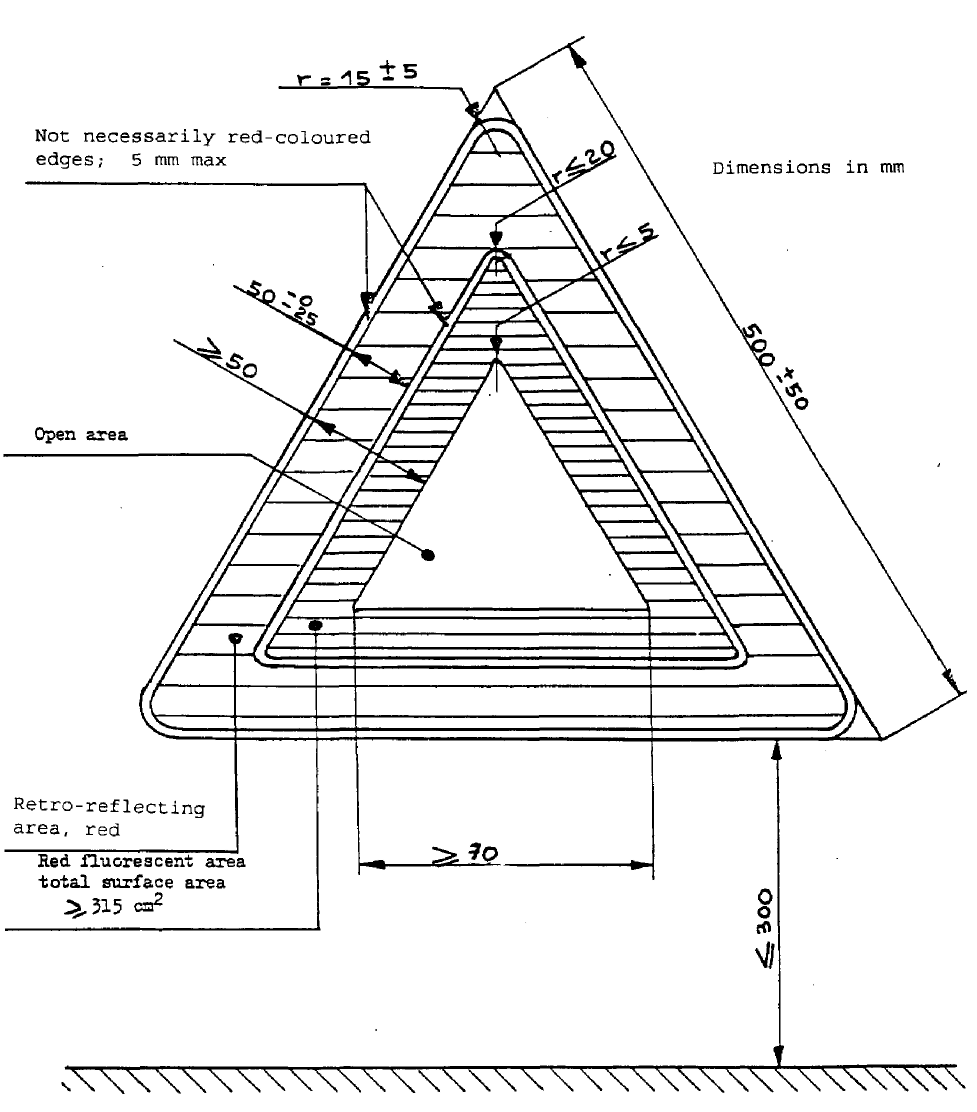 r = 15 ± 5
Not necessarily red-coloured
edges; 5 mm max
r ≤ 20
Dimensions in mm
r ≤ 5
50 -0
-25
≥ 50
500 ± 50
Open area
Retro-reflecting
area, red
Red fluorescent area
total surface area
≥ 315 cm²
≥ 70
≤ 300